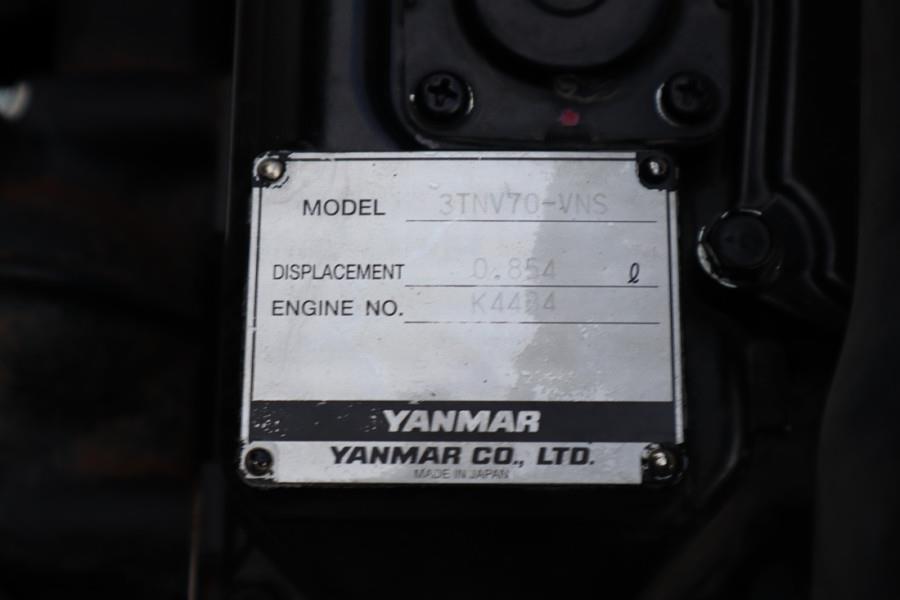 MODEL 3TNV70-VNS
DISPLACEMENT 0.854 ℓ
ENGINE NO.
YANMAR
YANMAR CO., LTD.
MADE IN JAPAN